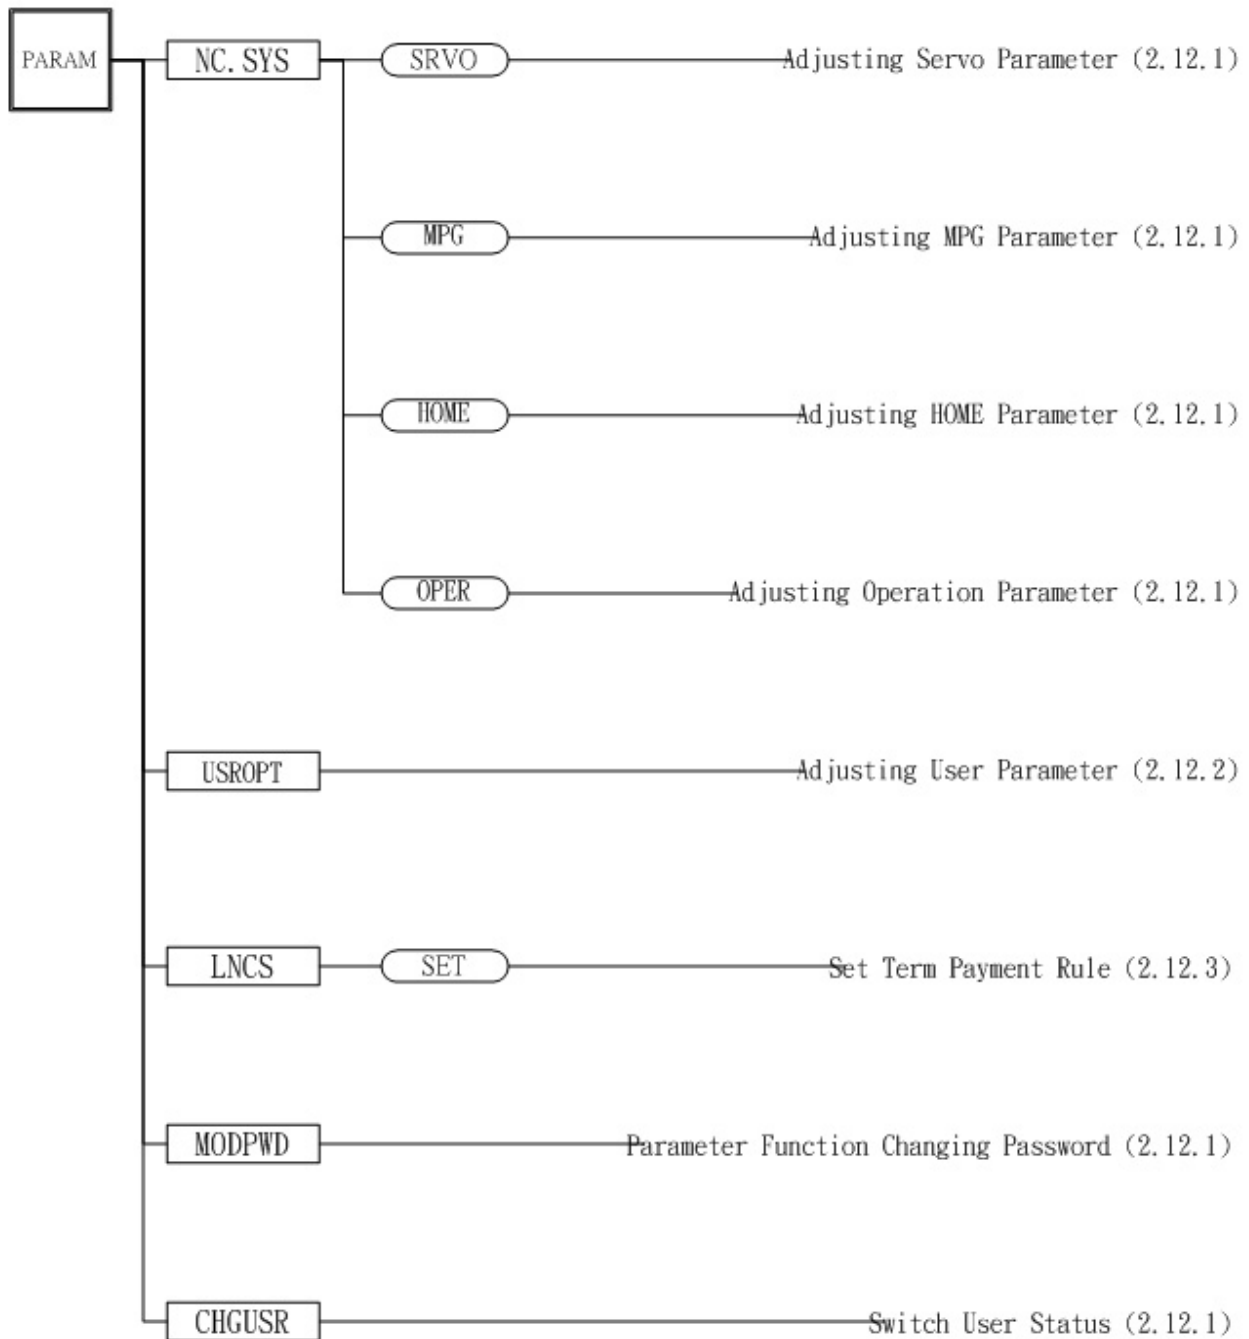 PARAM
NC.SYS
SRVO
Adjusting Servo Parameter (2.12.1)
MPG
Adjusting MPG Parameter (2.12.1)
HOME
Adjusting HOME Parameter (2.12.1)
OPER
Adjusting Operation Parameter (2.12.1)
USROPT
Adjusting User Parameter (2.12.2)
LNCS
SET
Set Term Payment Rule (2.12.3)
MODPWD
Parameter Function Changing Password (2.12.1)
CHGUSR
Switch User Status (2.12.1)